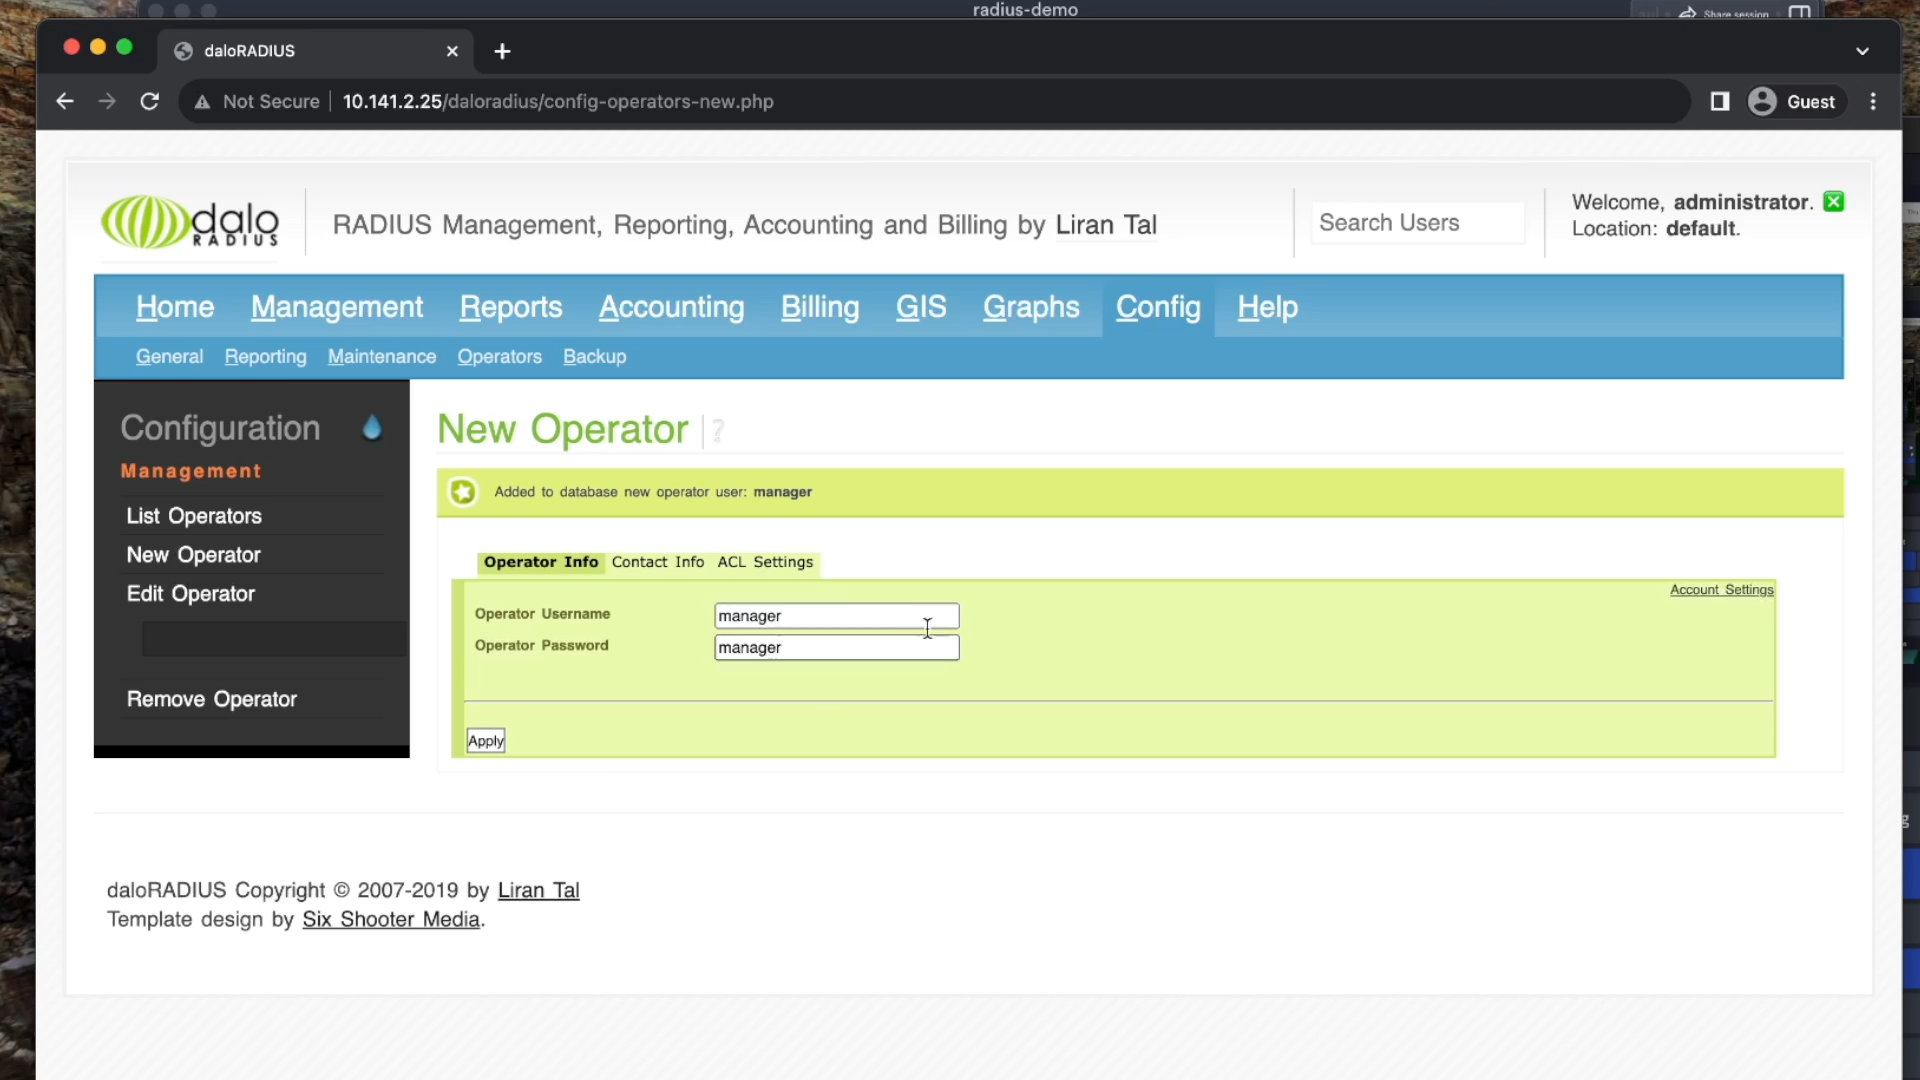 radius-demo
Share session
daloRADIUS
Not Secure
10.141.2.25/daloradius/config-operators-new.php
Guest
dalo
RADIUS
RADIUS Management, Reporting, Accounting and Billing by Liran Tal
Search Users
Welcome, administrator.
Location: default.
Home Management Reports Accounting Billing GIS Graphs Config Help
General Reporting Maintenance Operators Backup
Configuration
Management
List Operators
New Operator
Edit Operator
Remove Operator
New Operator ?
Added to database new operator user: manager
Operator Info Contact Info ACL Settings
Account Settings
Operator Username manager
Operator Password manager
Apply
daloRADIUS Copyright © 2007-2019 by Liran Tal
Template design by Six Shooter Media.